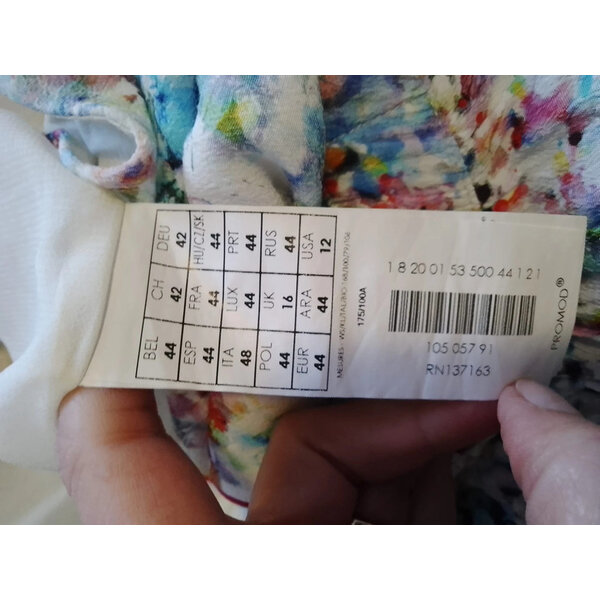 BEL CH DEU
44 42 42
ESP FRA HU/CZ/SK
44 44 44
ITA LUX PRT
48 44 44
POL UK RUS
44 16 44
EUR ARA USA
44 44 12
MESURES
175/100A
1 8 20 01 53 500 44 1 2 1
105 057 91
RN137163
PROMOD®